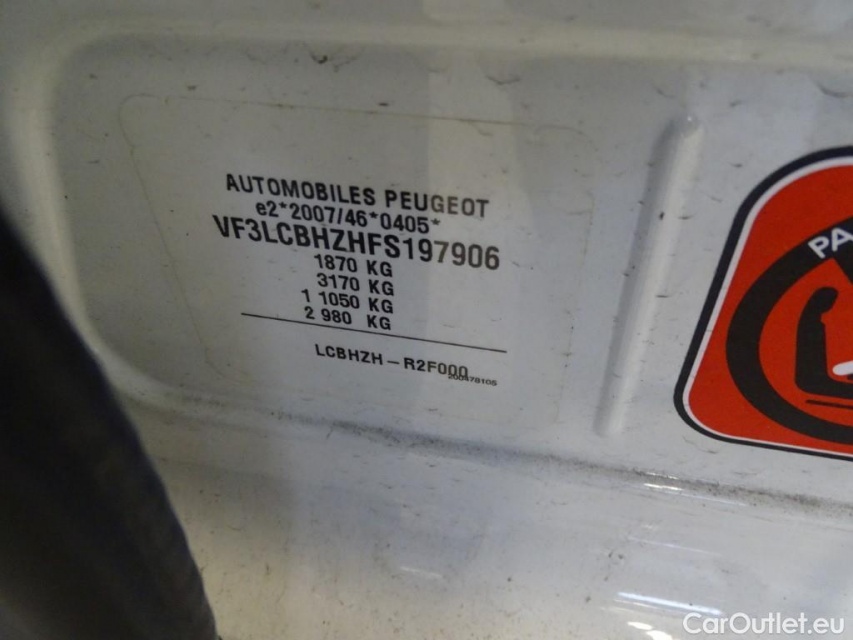 AUTOMOBILES PEUGEOT
e2*2007/46*0405*
VF3LCBHZHFS197906
1870 KG
3170 KG
1 1050 KG
2 980 KG
LCBHZH-R2F000
PA
CarOutlet.eu